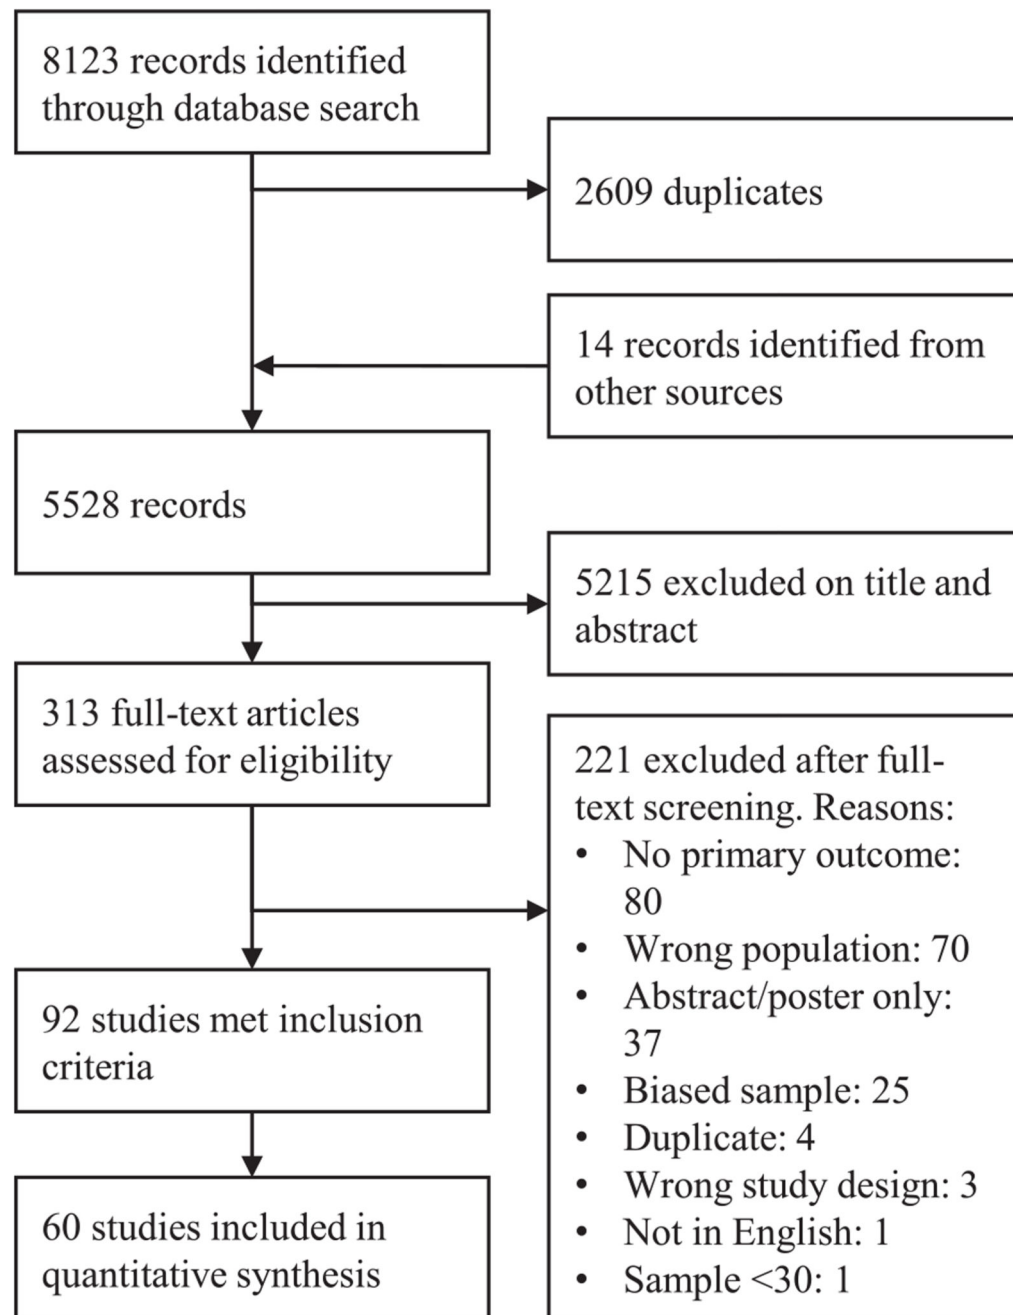 8123 records identified
through database search
2609 duplicates
14 records identified from
other sources
5528 records
5215 excluded on title and
abstract
313 full-text articles
assessed for eligibility
221 excluded after full-
text screening. Reasons:
• No primary outcome:
80
• Wrong population: 70
• Abstract/poster only:
37
• Biased sample: 25
• Duplicate: 4
• Wrong study design: 3
• Not in English: 1
• Sample <30: 1
92 studies met inclusion
criteria
60 studies included in
quantitative synthesis